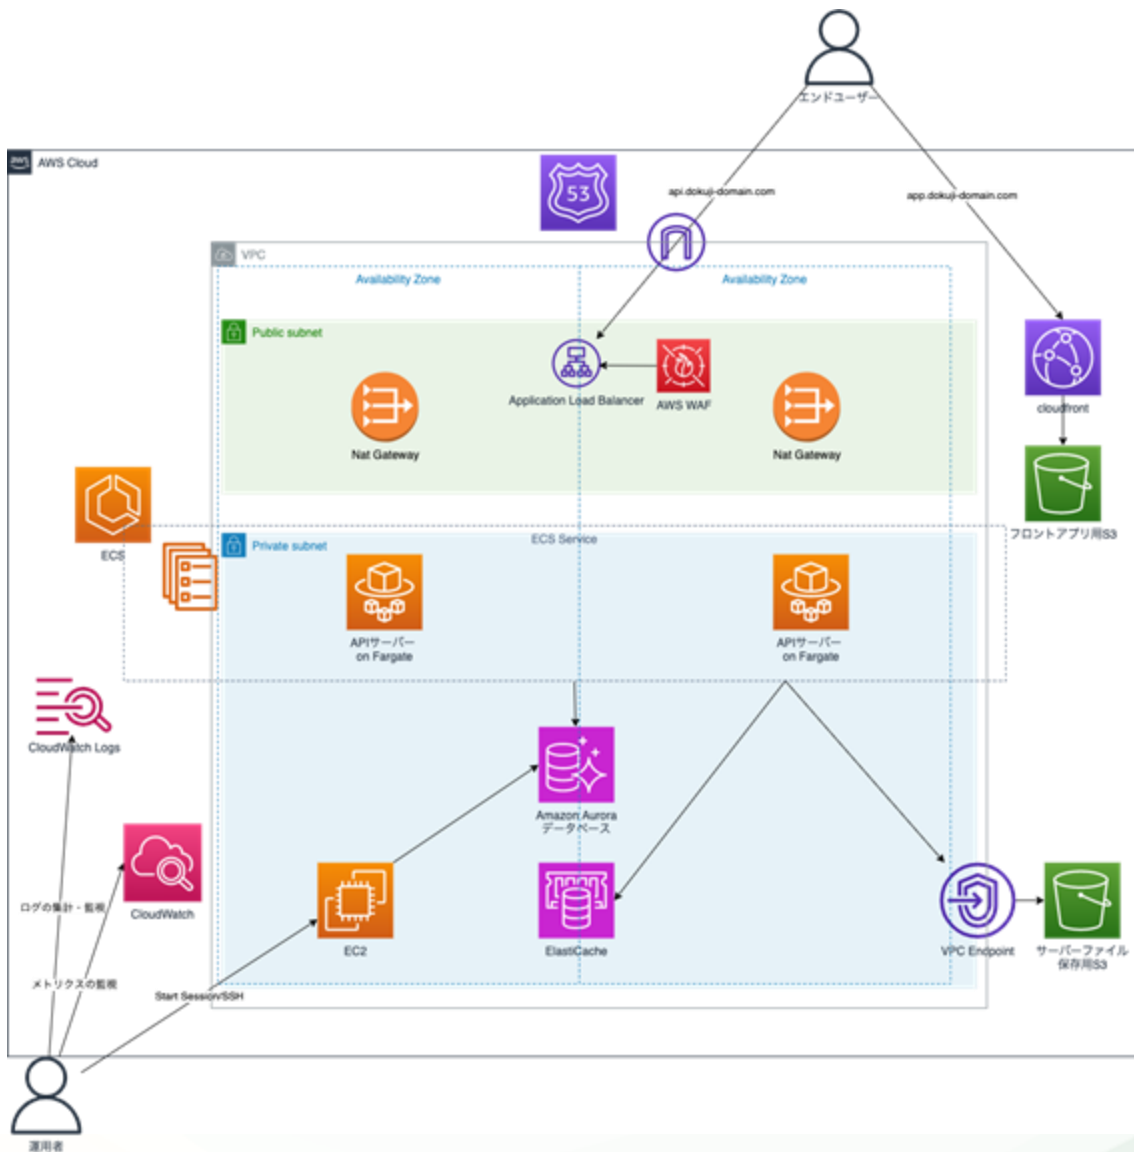 エンドユーザー
aws
AWS Cloud
53
api.dokuji-domain.com
app.dokuji-domain.com
VPC
Availability Zone
Availability Zone
Public subnet
Application Load Balancer
AWS WAF
cloudfront
Nat Gateway
Nat Gateway
フロントアプリ用S3
ECS
ECS Service
Private subnet
APIサーバー
on Fargate
APIサーバー
on Fargate
CloudWatch Logs
Amazon Aurora
データベース
ログの集計・監視
CloudWatch
EC2
ElastiCache
VPC Endpoint
サーバーファイル
保存用S3
メトリクスの監視
Start Session/SSH
運用者